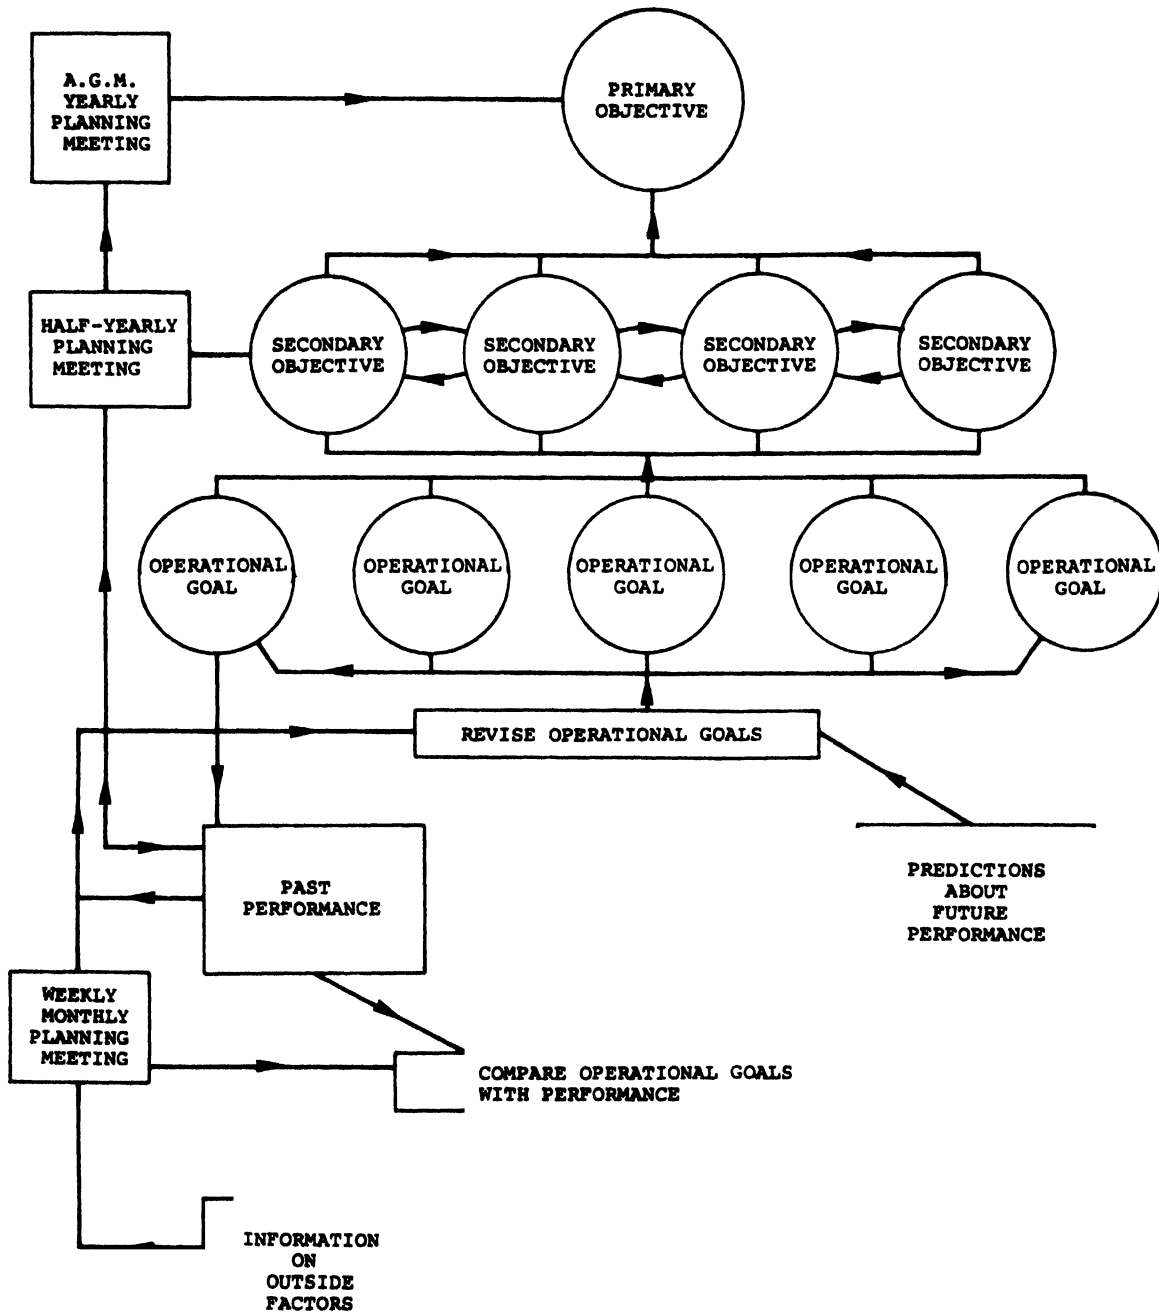 A.G.M.
YEARLY
PLANNING
MEETING
PRIMARY
OBJECTIVE
HALF-YEARLY
PLANNING
MEETING
SECONDARY
OBJECTIVE
SECONDARY
OBJECTIVE
SECONDARY
OBJECTIVE
SECONDARY
OBJECTIVE
OPERATIONAL
GOAL
OPERATIONAL
GOAL
OPERATIONAL
GOAL
OPERATIONAL
GOAL
OPERATIONAL
GOAL
REVISE OPERATIONAL GOALS
PAST
PERFORMANCE
PREDICTIONS
ABOUT
FUTURE
PERFORMANCE
WEEKLY
MONTHLY
PLANNING
MEETING
COMPARE OPERATIONAL GOALS
WITH PERFORMANCE
INFORMATION
ON
OUTSIDE
FACTORS